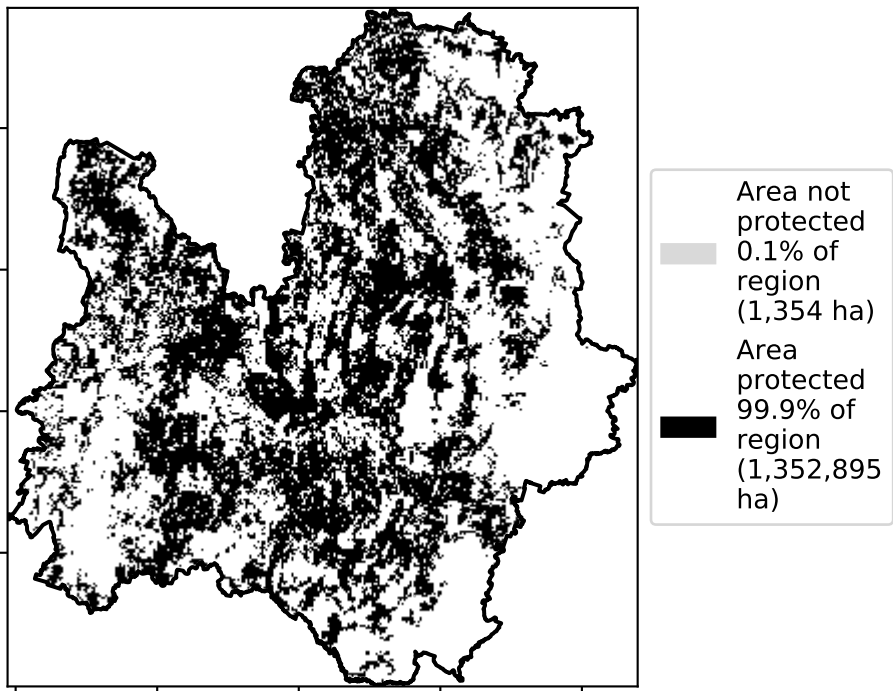 Area not
protected
0.1% of
region
(1,354 ha)
Area
protected
99.9% of
region
(1,352,895
ha)